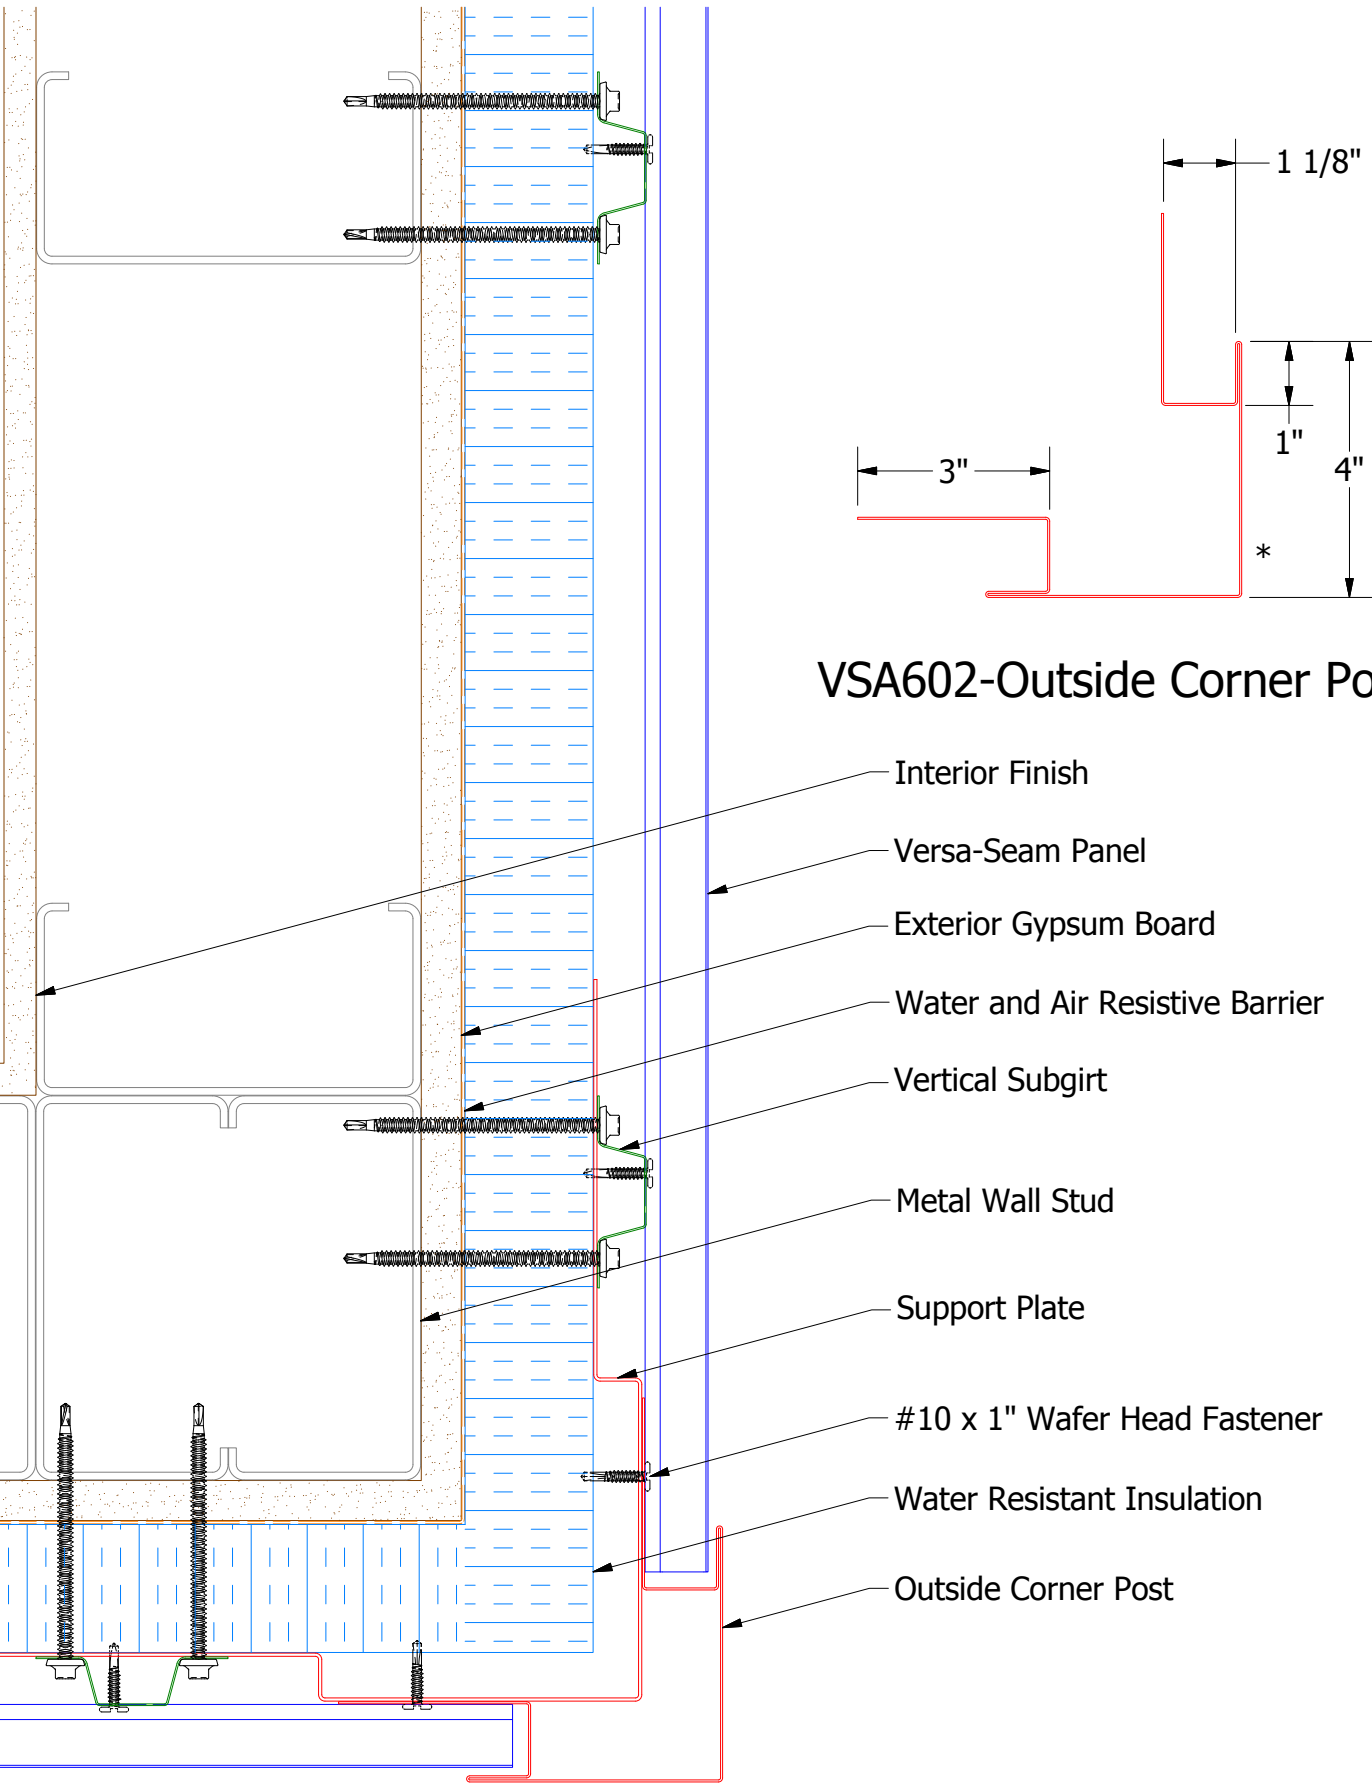 1 1/8"
1"
3"
4"
*
VSA602-Outside Corner
Interior Finish
Versa-Seam Panel
Exterior Gypsum Board
Water and Air Resistive Barrier
Vertical Subgirt
Metal Wall Stud
Support Plate
#10 x 1" Wafer Head Fastener
Water Resistant Insulation
Outside Corner Post